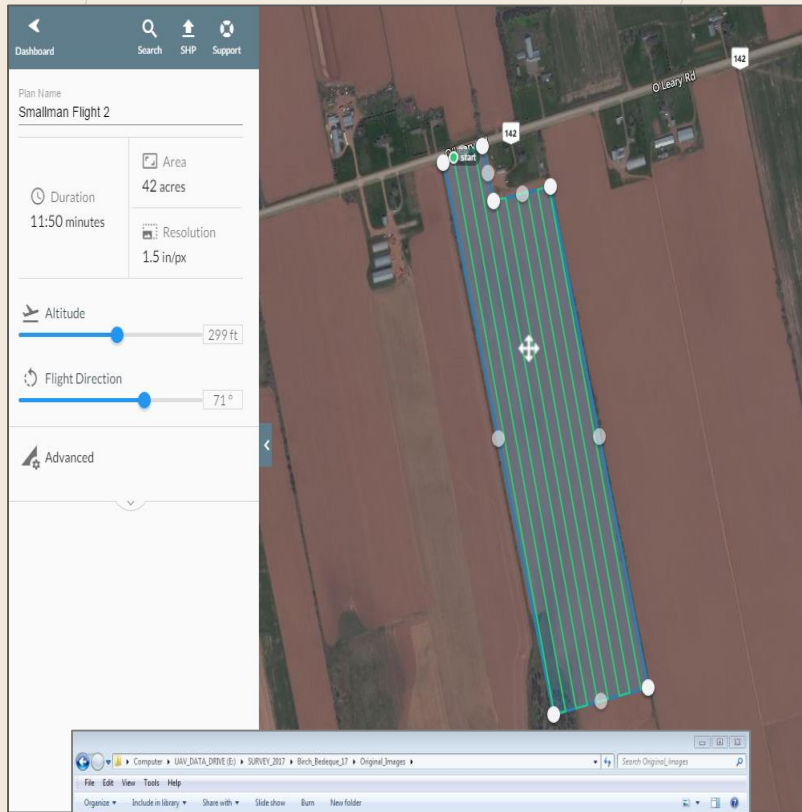 Dashboard
Search
SHP
Support
Plan Name
Smallman Flight 2
Duration
11:50 minutes
Area
42 acres
Resolution
1.5 in/px
Altitude
299 ft
Flight Direction
71 °
Advanced
142
O'Leary Rd
142
start
Computer ▸ UAV_DATA_DRIVE (E:) ▸ SURVEY_2017 ▸ Birch_Bedeque_17 ▸ Original_Images ▸
Search Original_Images
File Edit View Tools Help
Organize ▾ Include in library ▾ Share with ▾ Slide show Burn New folder